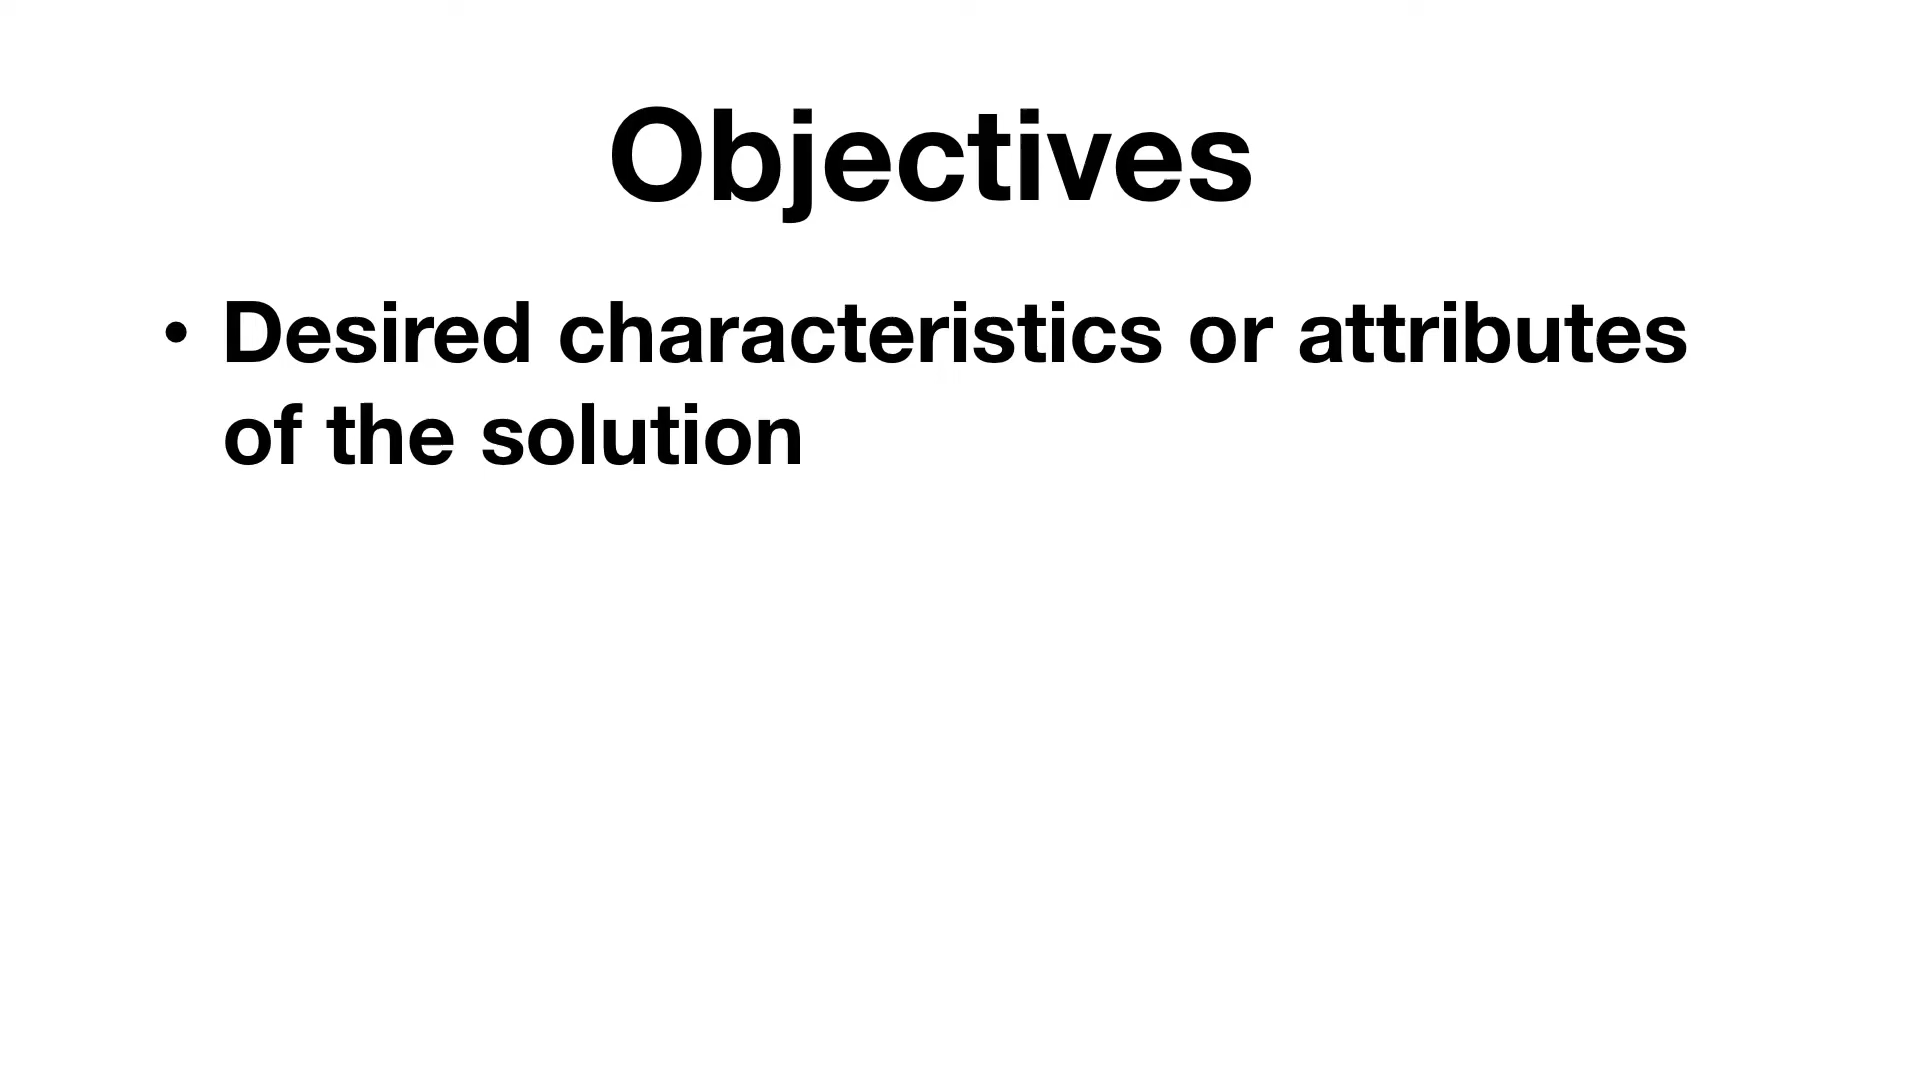 Objectives
• Desired characteristics or attributes
of the solution